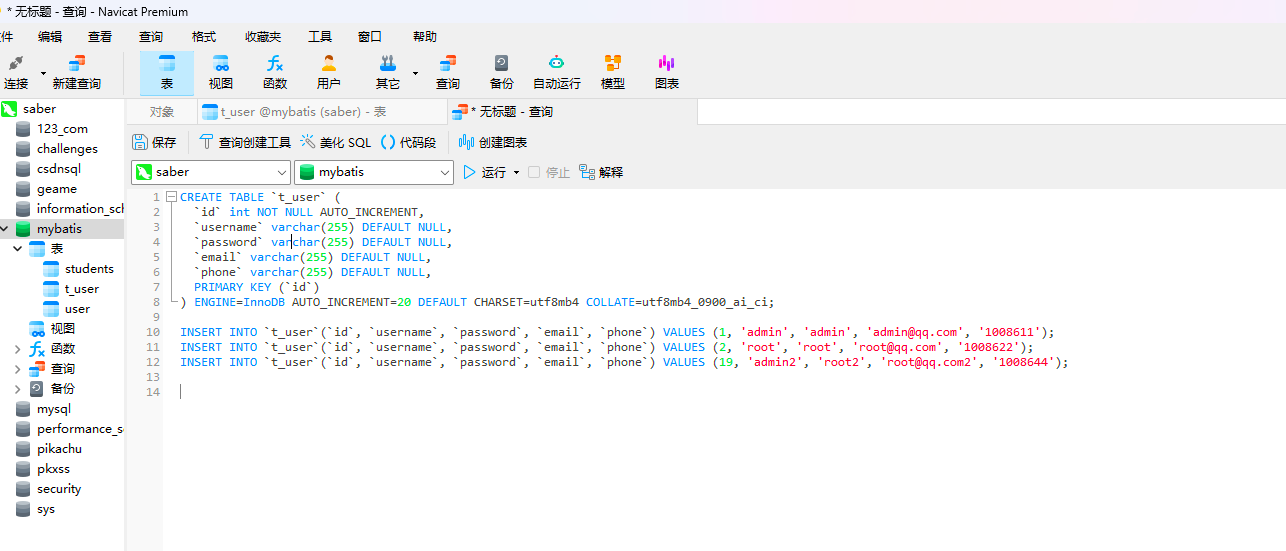 * 无标题 - 查询 - Navicat Premium
件 编辑 查看 查询 格式 收藏夹 工具 窗口 帮助
连接 新建查询 表 视图 函数 用户 其它 查询 备份 自动运行 模型 图表
saber
123_com
challenges
csdnsql
geame
information_sch
mybatis
表
students
t_user
user
视图
函数
查询
备份
mysql
performance_s
pikachu
pkxss
security
sys
对象 t_user @mybatis (saber) - 表 * 无标题 - 查询
保存 查询创建工具 美化 SQL 代码段 创建图表
saber mybatis 运行 停止 解释
1 CREATE TABLE `t_user` (
2 `id` int NOT NULL AUTO_INCREMENT,
3 `username` varchar(255) DEFAULT NULL,
4 `password` varchar(255) DEFAULT NULL,
5 `email` varchar(255) DEFAULT NULL,
6 `phone` varchar(255) DEFAULT NULL,
7 PRIMARY KEY (`id`)
8 ) ENGINE=InnoDB AUTO_INCREMENT=20 DEFAULT CHARSET=utf8mb4 COLLATE=utf8mb4_0900_ai_ci;
9
10 INSERT INTO `t_user`(`id`, `username`, `password`, `email`, `phone`) VALUES (1, 'admin', 'admin', 'admin@qq.com', '1008611');
11 INSERT INTO `t_user`(`id`, `username`, `password`, `email`, `phone`) VALUES (2, 'root', 'root', 'root@qq.com', '1008622');
12 INSERT INTO `t_user`(`id`, `username`, `password`, `email`, `phone`) VALUES (19, 'admin2', 'root2', 'root@qq.com2', '1008644');
13
14